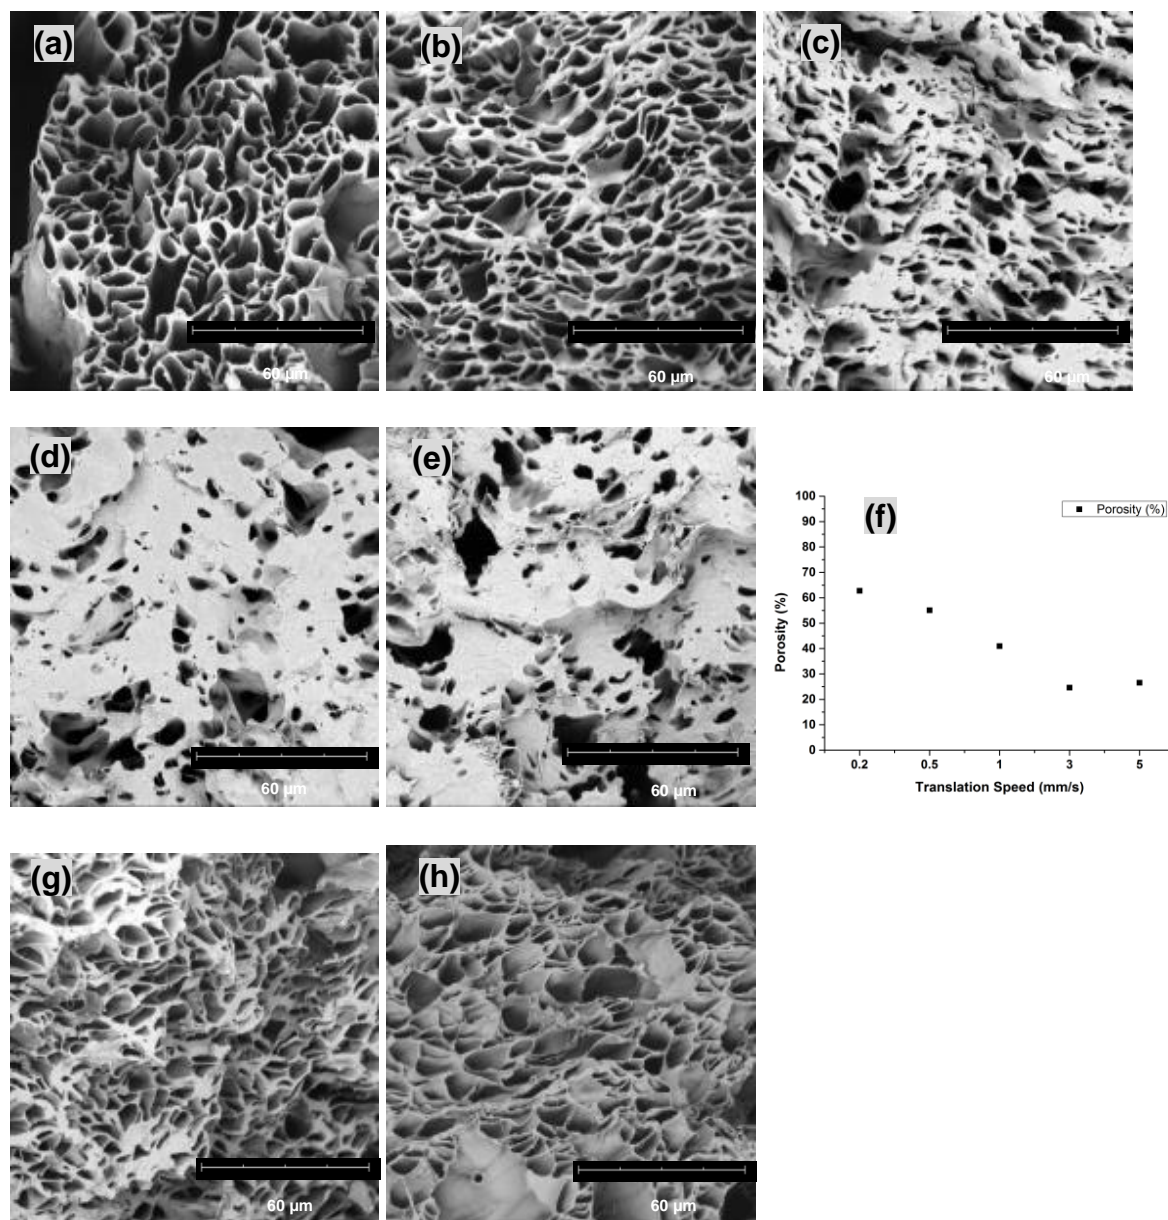 (a)
(b)
(c)
60 μm
60 μm
60 μm
(d)
(e)
(f)
60 μm
60 μm
100
90
80
70
60
50
40
30
20
10
0
Porosity (%)
Porosity (%)
0.2 0.5 1 3 5
Translation Speed (mm/s)
(g)
(h)
60 μm
60 μm